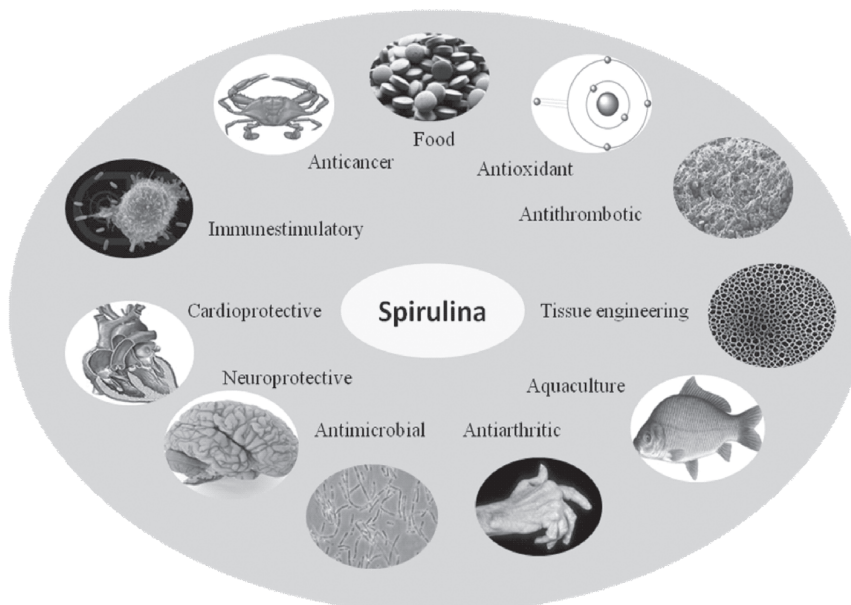 Food
Anticancer
Antioxidant
Antithrombotic
Immunestimulatory
Cardioprotective
Spirulina
Tissue engineering
Neuroprotective
Aquaculture
Antimicrobial
Antiarthritic